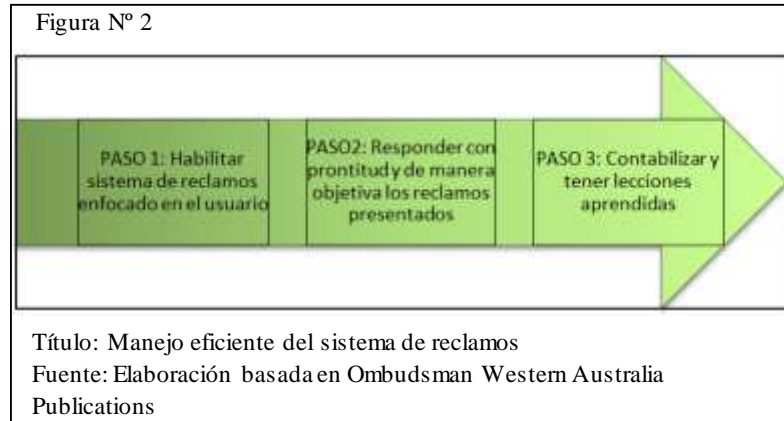 Figura Nº 2
PASO 1: Habilitar
sistema de reclamos
enfocado en el usuario
PASO2: Responder con
prontitud y de manera
objetiva los reclamos
presentados
PASO 3: Contabilizar y
tener lecciones
aprendidas
Título: Manejo eficiente del sistema de reclamos
Fuente: Elaboración basada en Ombudsman Western Australia
Publications